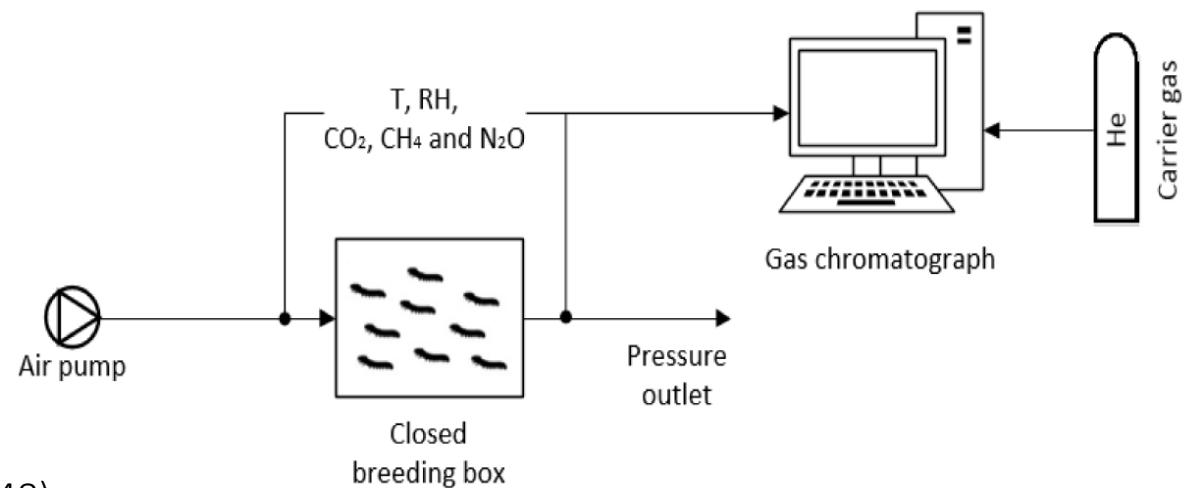 T, RH,
CO₂, CH₄ and N₂O
He
Carrier gas
Gas chromatograph
Air pump
Pressure
outlet
Closed
breeding box